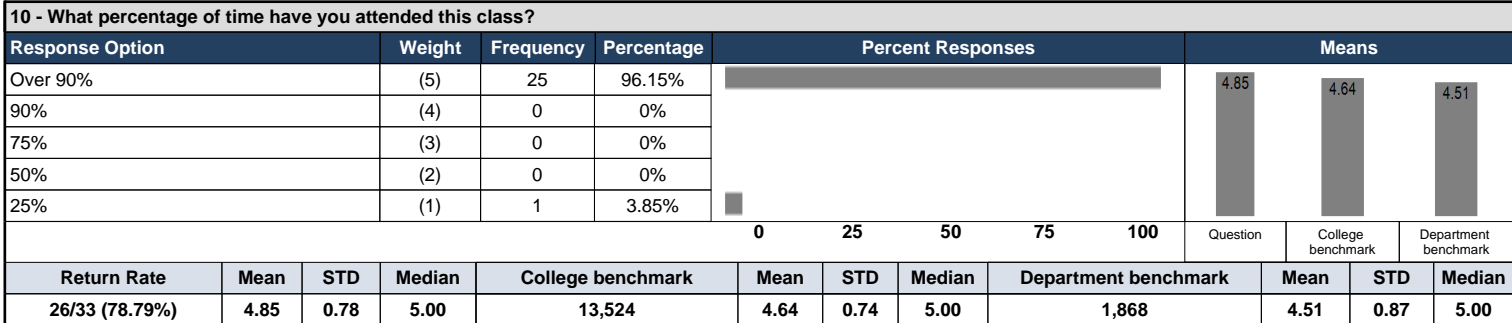 10 - What percentage of time have you attended this class?
Response Option Weight Frequency Percentage Percent Responses Means
Over 90% (5) 25 96.15%
90% (4) 0 0%
75% (3) 0 0%
50% (2) 0 0%
25% (1) 1 3.85%
0 25 50 75 100
4.85 4.64 4.51
Question College benchmark Department benchmark
Return Rate Mean STD Median College benchmark Mean STD Median Department benchmark Mean STD Median
26/33 (78.79%) 4.85 0.78 5.00 13,524 4.64 0.74 5.00 1,868 4.51 0.87 5.00